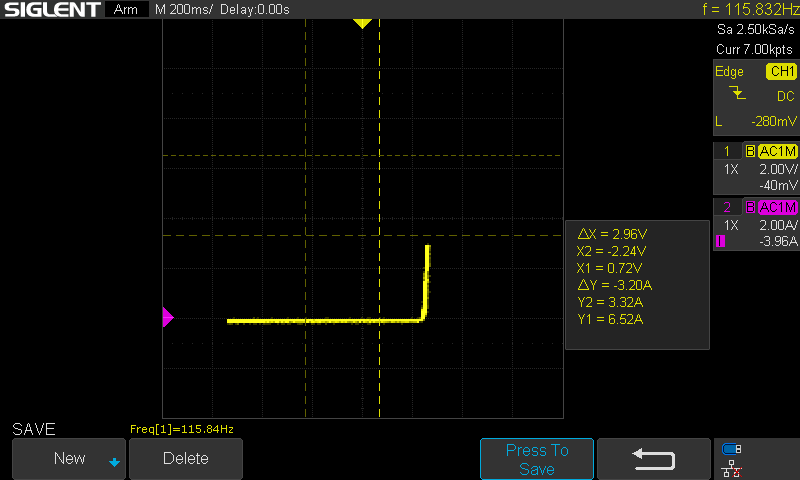 SIGLENT Arm M 200ms/ Delay:0.00s f = 115.832Hz
Sa 2.50kSa/s
Curr 7.00kpts
Edge CH1
DC
L -280mV
1 B AC1M
1X 2.00V/
-40mV
2 B AC1M
1X 2.00A/
-3.96A
△X = 2.96V
X2 = -2.24V
X1 = 0.72V
△Y = -3.20A
Y2 = 3.32A
Y1 = 6.52A
SAVE Freq[1]=115.84Hz
New
Delete
Press To
Save